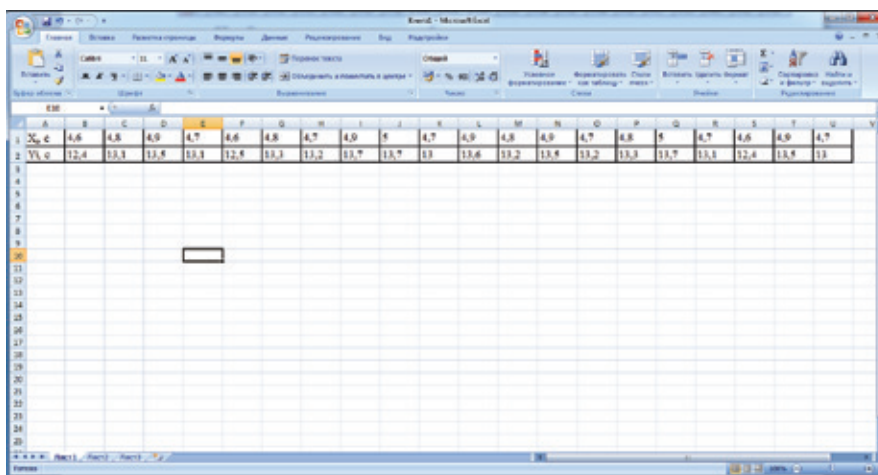 Книга1 - Microsoft Excel
Главная Вставка Разметка страницы Формулы Данные Рецензирование Вид Надстройки
Calibri 11 Перенос текста Общий
Вставить Ж К Ч Объединить и поместить в центре % 000
Условное форматирование Форматировать как таблицу Стили ячеек Вставить Удалить Формат Сортировка и фильтр Найти и выделить
Буфер обмена Шрифт Выравнивание Число Стили Ячейки Редактирование
E10
A B C D E F G H I J K L M N O P Q R S T U V
1 Xi, c 4,6 4,8 4,9 4,7 4,6 4,8 4,7 4,9 5 4,7 4,9 4,8 4,9 4,7 4,8 5 4,7 4,6 4,9 4,7
2 Yi, c 12,4 13,1 13,5 13,1 12,5 13,3 13,2 13,7 13,7 13 13,6 13,2 13,5 13,2 13,3 13,7 13,1 12,4 13,5 13
3
4
5
6
7
8
9
10
11
12
13
14
15
16
17
18
19
20
21
22
23
24
25
Лист1 Лист2 Лист3
Готово 100%